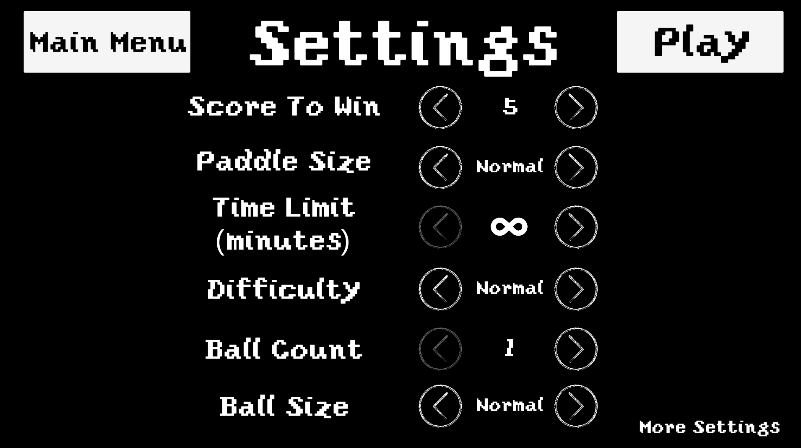 Main Menu
Settings
Play
Score To Win
5
Paddle Size
Normal
Time Limit
(minutes)
∞
Difficulty
Normal
Ball Count
1
Ball Size
Normal
More Settings